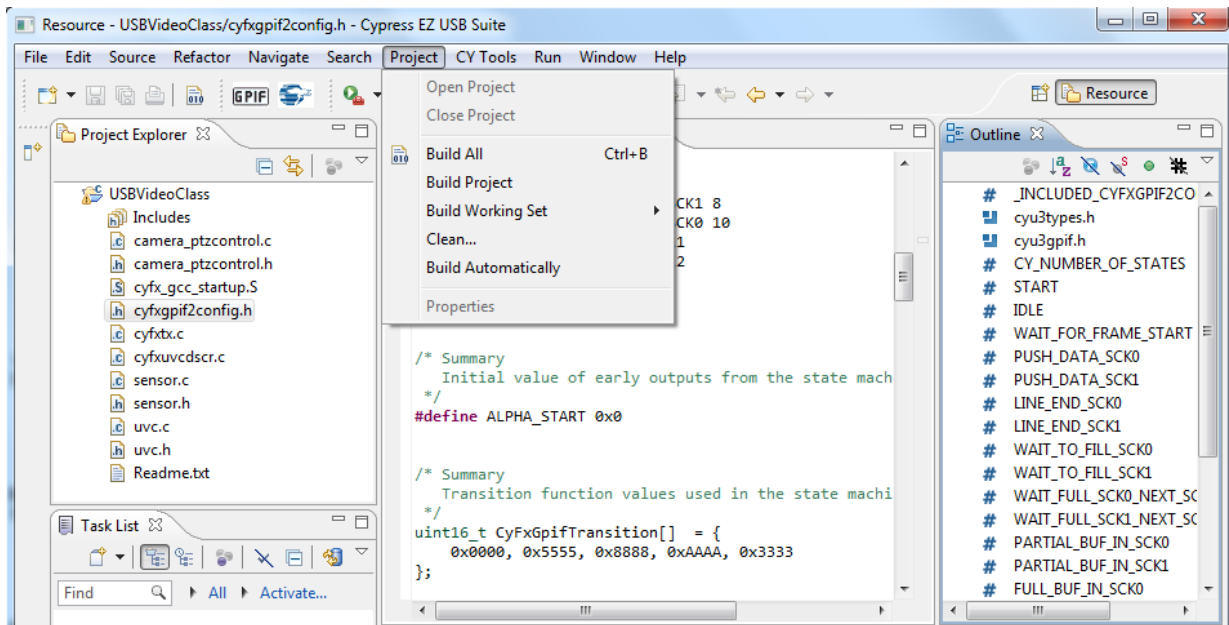 Resource - USBVideoClass/cyfxgpif2config.h - Cypress EZ USB Suite
File Edit Source Refactor Navigate Search Project CY Tools Run Window Help
GPIF
Resource
Open Project
Close Project
Build All Ctrl+B
Build Project
Build Working Set
Clean...
Build Automatically
Properties
Project Explorer
USBVideoClass
Includes
camera_ptzcontrol.c
camera_ptzcontrol.h
cyfx_gcc_startup.S
cyfxgpif2config.h
cyfxtx.c
cyfxuvcdscr.c
sensor.c
sensor.h
uvc.c
uvc.h
Readme.txt
Task List
Find All Activate...
CK1 8
CK0 10
1
2
/* Summary
Initial value of early outputs from the state mach
*/
#define ALPHA_START 0x0
/* Summary
Transition function values used in the state machi
*/
uint16_t CyFxGpifTransition[] = {
0x0000, 0x5555, 0x8888, 0xAAAA, 0x3333
};
Outline
# _INCLUDED_CYFXGPIF2CO
cyu3types.h
cyu3gpif.h
# CY_NUMBER_OF_STATES
# START
# IDLE
# WAIT_FOR_FRAME_START
# PUSH_DATA_SCK0
# PUSH_DATA_SCK1
# LINE_END_SCK0
# LINE_END_SCK1
# WAIT_TO_FILL_SCK0
# WAIT_TO_FILL_SCK1
# WAIT_FULL_SCK0_NEXT_SC
# WAIT_FULL_SCK1_NEXT_SC
# PARTIAL_BUF_IN_SCK0
# PARTIAL_BUF_IN_SCK1
# FULL_BUF_IN_SCK0